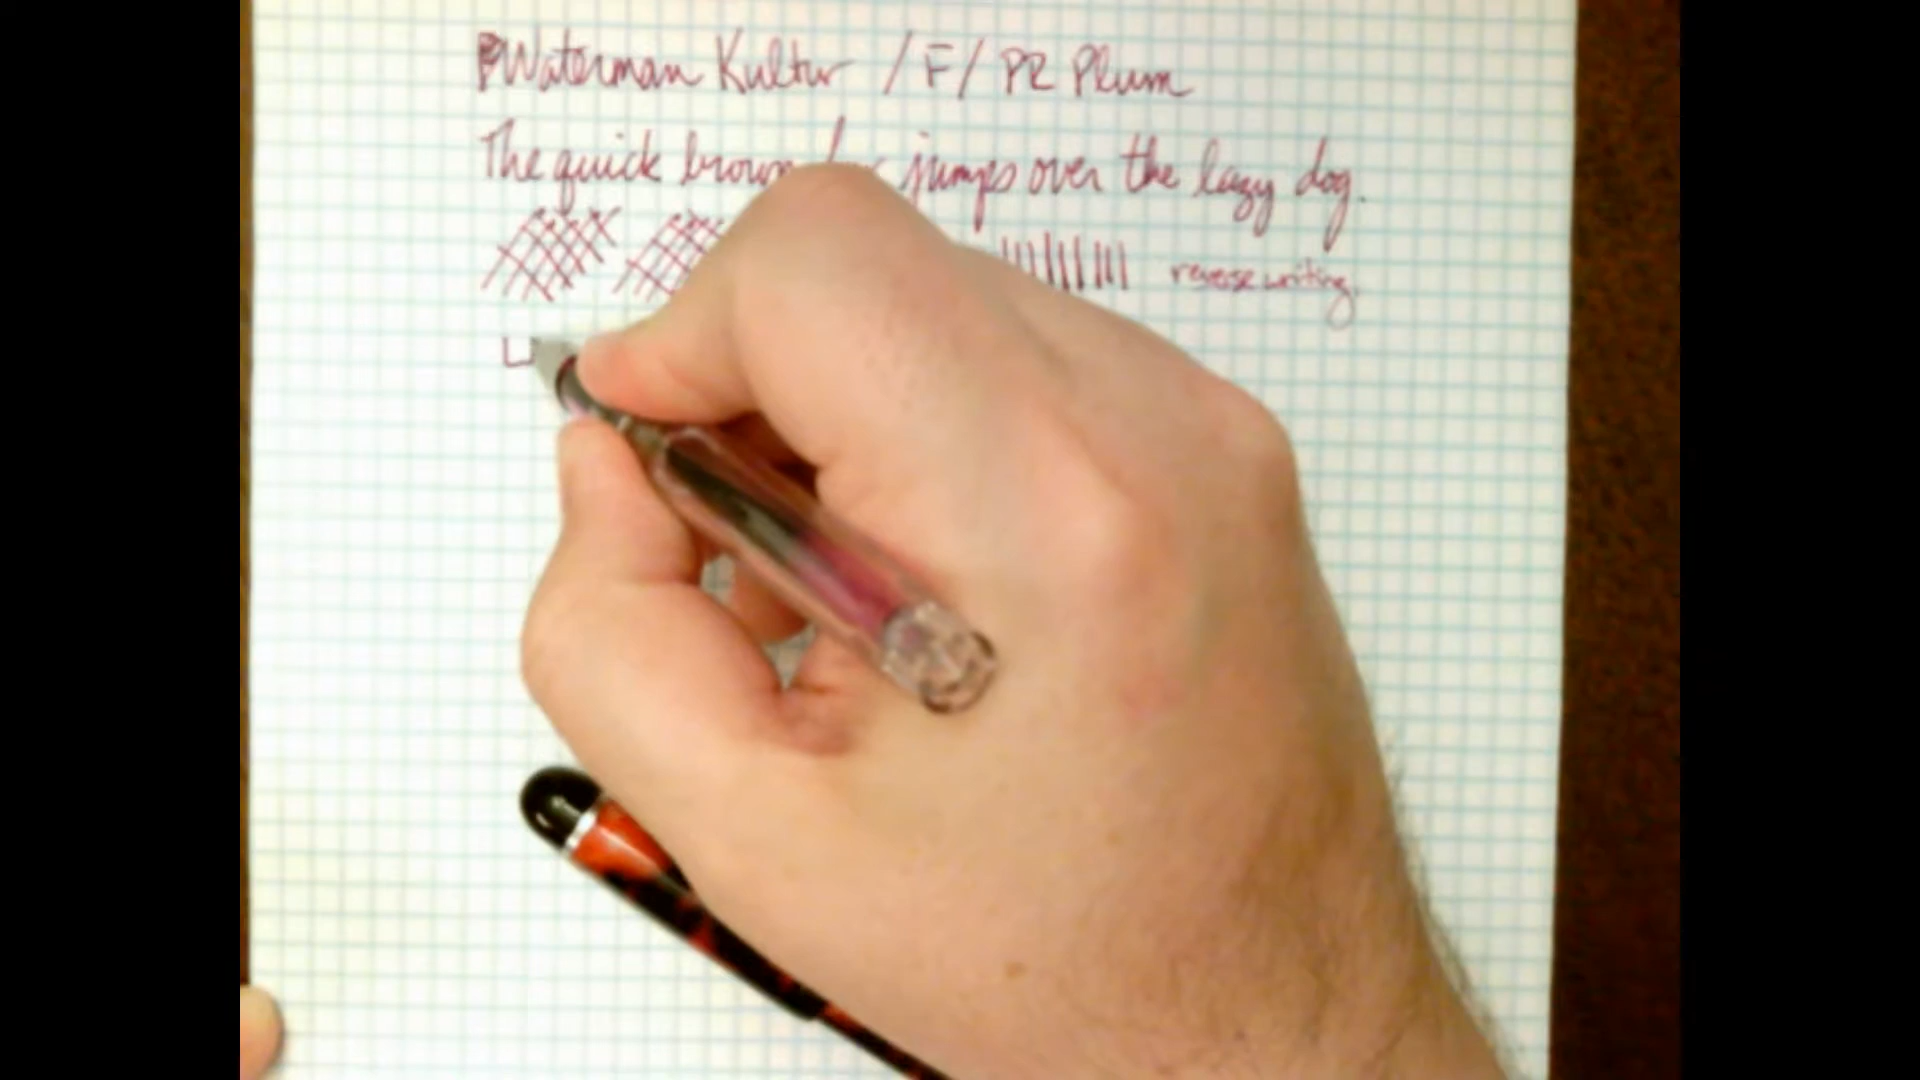 Waterman Kultur / F / PR Plum
The quick brown jumps over the lazy dog.
reverse writing.